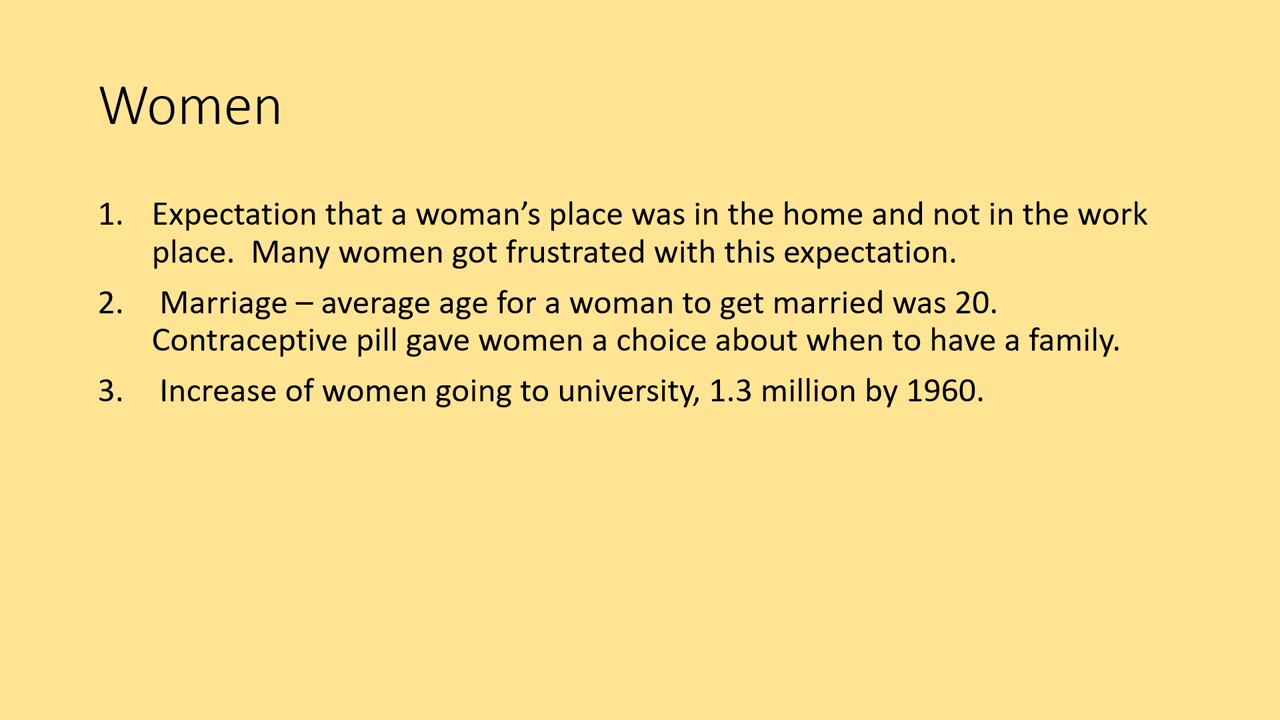 Women
1. Expectation that a woman’s place was in the home and not in the work
place.  Many women got frustrated with this expectation.
2.  Marriage – average age for a woman to get married was 20.
Contraceptive pill gave women a choice about when to have a family.
3.  Increase of women going to university, 1.3 million by 1960.